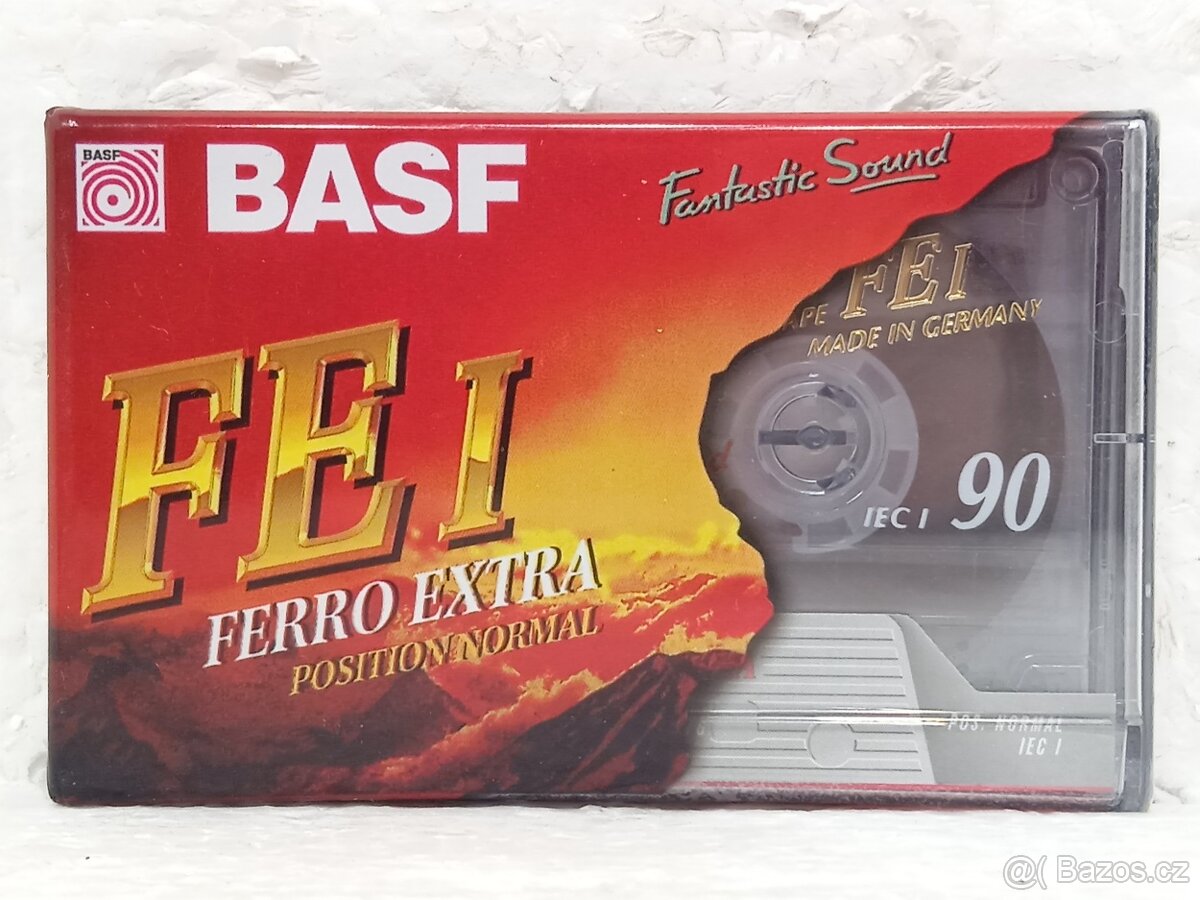 BASF
BASF
Fantastic Sound
FE I
FERRO EXTRA
POSITION NORMAL
FE I
MADE IN GERMANY
IEC I 90
POS. NORMAL
IEC I
@( Bazos.cz